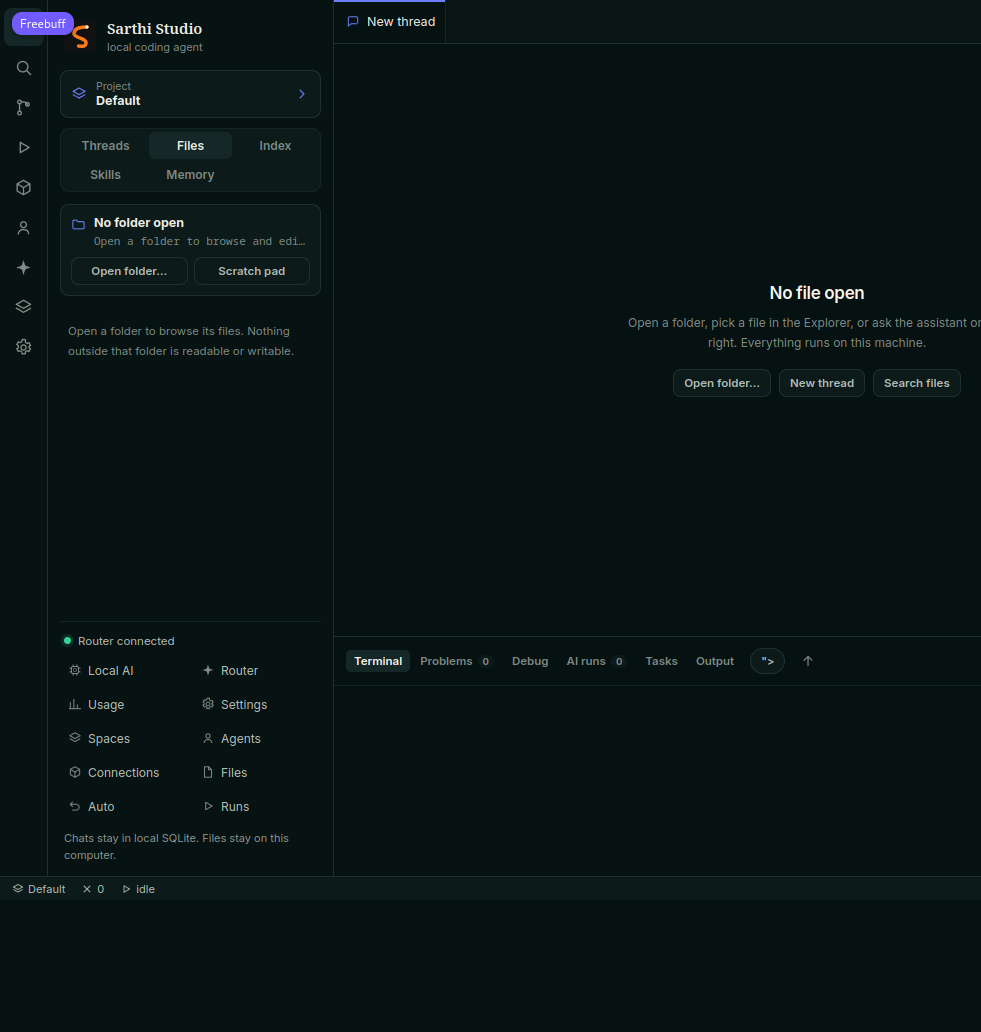 Freebuff
Sarthi Studio
local coding agent
New thread
Project
Default
Threads Files Index
Skills Memory
No folder open
Open a folder to browse and edi…
Open folder... Scratch pad
Open a folder to browse its files. Nothing
outside that folder is readable or writable.
No file open
Open a folder, pick a file in the Explorer, or ask the assistant on
right. Everything runs on this machine.
Open folder... New thread Search files
Router connected
Local AI Router
Usage Settings
Spaces Agents
Connections Files
Auto Runs
Chats stay in local SQLite. Files stay on this
computer.
Terminal Problems 0 Debug AI runs 0 Tasks Output ">
Default 0 idle